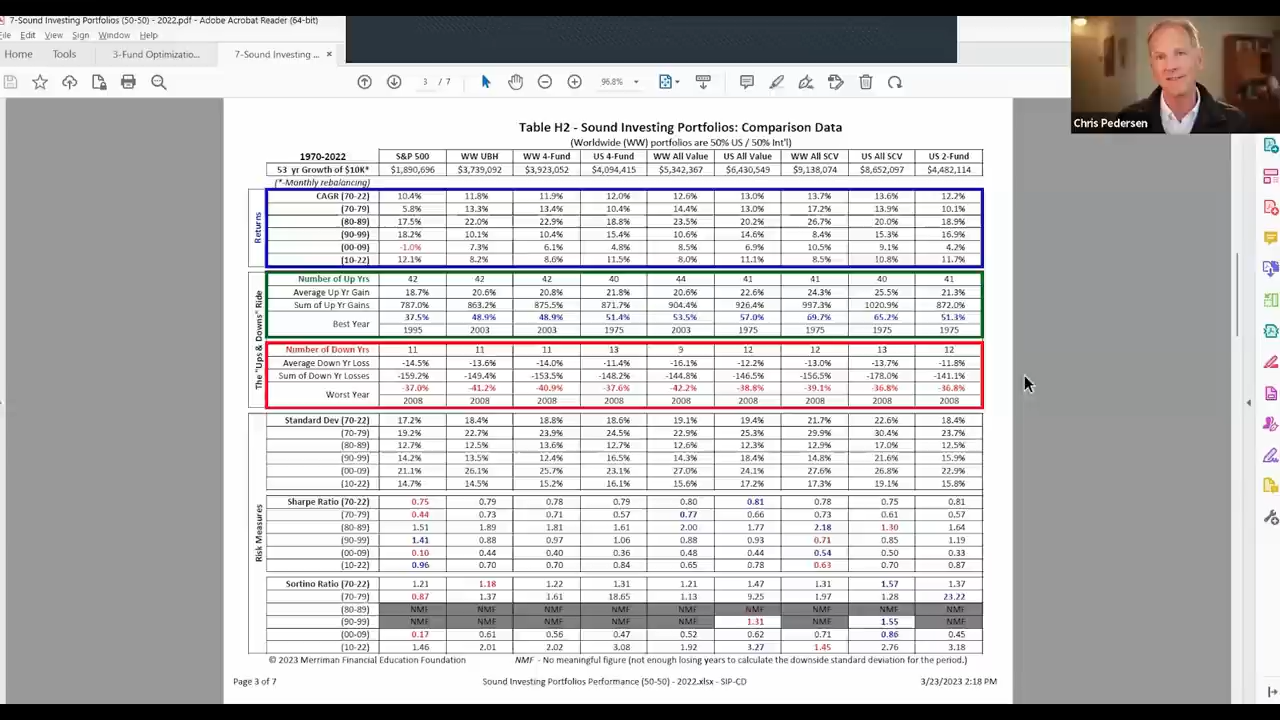 7-Sound Investing Portfolios (50-50) - 2022.pdf - Adobe Acrobat Reader (64-bit)
File Edit View Sign Window Help
Home Tools 3-Fund Optimizatio... 7-Sound Investing ... ×
3 / 7 96.8%
Chris Pedersen
Table H2 - Sound Investing Portfolios: Comparison Data
(Worldwide (WW) portfolios are 50% US / 50% Int'l)
1970-2022 S&P 500 WW UBH WW 4-Fund US 4-Fund WW All Value US All Value WW All SCV US All SCV US 2-Fund
53 yr Growth of $10K* $1,890,696 $3,739,092 $3,923,052 $4,094,415 $5,342,367 $6,430,549 $9,138,074 $8,652,097 $4,482,114
(*-Monthly rebalancing)
Returns
CAGR (70-22) 10.4% 11.8% 11.9% 12.0% 12.6% 13.0% 13.7% 13.6% 12.2%
(70-79) 5.8% 13.3% 13.4% 10.4% 14.4% 13.0% 17.2% 13.9% 10.1%
(80-89) 17.5% 22.0% 22.9% 18.8% 23.5% 20.2% 26.7% 20.0% 18.9%
(90-99) 18.2% 10.1% 10.4% 15.4% 10.6% 14.6% 8.4% 15.3% 16.9%
(00-09) -1.0% 7.3% 6.1% 4.8% 8.5% 6.9% 10.5% 9.1% 4.2%
(10-22) 12.1% 8.2% 8.6% 11.5% 8.0% 11.1% 8.5% 10.8% 11.7%
The "Ups & Downs" Ride
Number of Up Yrs 42 42 42 40 44 41 41 40 41
Average Up Yr Gain 18.7% 20.6% 20.8% 21.8% 20.6% 22.6% 24.3% 25.5% 21.3%
Sum of Up Yr Gains 787.0% 863.2% 875.5% 871.7% 904.4% 926.4% 997.3% 1020.9% 872.0%
Best Year 37.5% 48.9% 48.9% 51.4% 53.5% 57.0% 69.7% 65.2% 51.3%
1995 2003 2003 1975 2003 1975 1975 1975 1975
Number of Down Yrs 11 11 11 13 9 12 12 13 12
Average Down Yr Loss -14.5% -13.6% -14.0% -11.4% -16.1% -12.2% -13.0% -13.7% -11.8%
Sum of Down Yr Losses -159.2% -149.4% -153.5% -148.2% -144.8% -146.5% -156.5% -178.0% -141.1%
Worst Year -37.0% -41.2% -40.9% -37.6% -42.2% -38.8% -39.1% -36.8% -36.8%
2008 2008 2008 2008 2008 2008 2008 2008 2008
Risk Measures
Standard Dev (70-22) 17.2% 18.4% 18.8% 18.6% 19.1% 19.4% 21.7% 22.6% 18.4%
(70-79) 19.2% 22.7% 23.9% 24.5% 22.9% 25.3% 29.9% 30.4% 23.7%
(80-89) 12.7% 12.5% 13.6% 12.7% 12.6% 12.3% 12.9% 17.0% 12.5%
(90-99) 14.2% 13.5% 12.4% 16.5% 14.3% 18.4% 14.8% 21.6% 15.9%
(00-09) 21.1% 26.1% 25.7% 23.1% 27.0% 24.1% 27.6% 26.8% 22.9%
(10-22) 14.7% 14.5% 15.2% 16.1% 15.6% 17.2% 17.3% 19.1% 15.8%
Sharpe Ratio (70-22) 0.75 0.79 0.78 0.79 0.80 0.81 0.78 0.75 0.81
(70-79) 0.44 0.73 0.71 0.57 0.77 0.66 0.73 0.61 0.57
(80-89) 1.51 1.89 1.81 1.61 2.00 1.77 2.18 1.30 1.64
(90-99) 1.41 0.88 0.97 1.06 0.88 0.93 0.71 0.85 1.19
(00-09) 0.10 0.44 0.40 0.36 0.48 0.44 0.54 0.50 0.33
(10-22) 0.96 0.70 0.70 0.84 0.65 0.78 0.63 0.70 0.87
Sortino Ratio (70-22) 1.21 1.18 1.22 1.31 1.21 1.47 1.31 1.57 1.37
(70-79) 0.87 1.37 1.61 18.65 1.13 9.25 1.97 1.28 23.22
(80-89) NMF NMF NMF NMF NMF NMF NMF NMF NMF
(90-99) NMF NMF NMF NMF NMF 1.31 NMF 1.55 NMF
(00-09) 0.17 0.61 0.56 0.47 0.52 0.62 0.71 0.86 0.45
(10-22) 1.46 2.01 2.02 3.08 1.92 3.27 1.45 2.76 3.18
© 2023 Merriman Financial Education Foundation NMF - No meaningful figure (not enough losing years to calculate the downside standard deviation for the period.)
Page 3 of 7 Sound Investing Portfolios Performance (50-50) - 2022.xlsx - SIP-CD 3/23/2023 2:18 PM